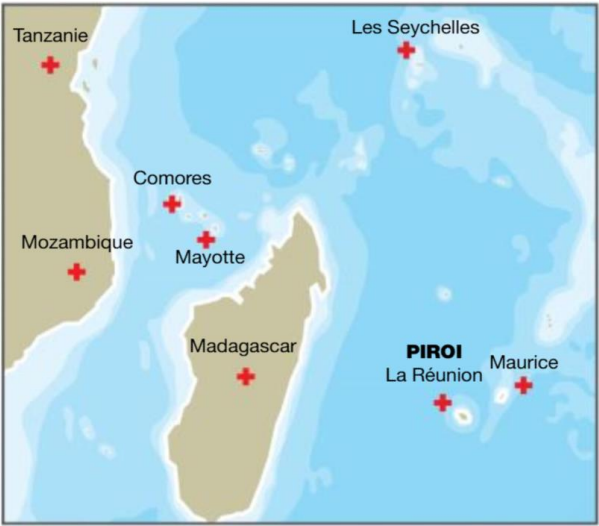 Tanzanie
Les Seychelles
Comores
Mozambique
Mayotte
Madagascar
PIROI
La Réunion
Maurice